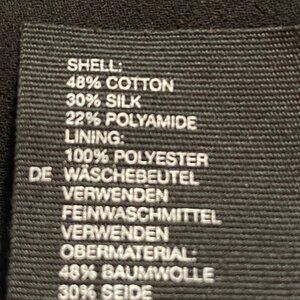 SHELL:
48% COTTON
30% SILK
22% POLYAMIDE
LINING:
100% POLYESTER
DE WÄSCHEBEUTEL
VERWENDEN
FEINWASCHMITTEL
VERWENDEN
OBERMATERIAL:
48% BAUMWOLLE
30% SEIDE